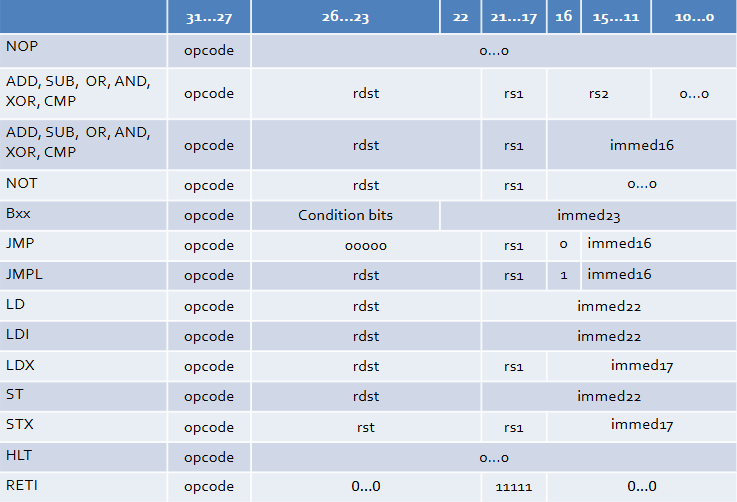 31...27 26...23 22 21...17 16 15...11 10...0
NOP opcode 0...0
ADD, SUB, OR, AND,
XOR, CMP opcode rdst rs1 rs2 0...0
ADD, SUB, OR, AND,
XOR, CMP opcode rdst rs1 immed16
NOT opcode rdst rs1 0...0
Bxx opcode Condition bits immed23
JMP opcode 00000 rs1 0 immed16
JMPL opcode rdst rs1 1 immed16
LD opcode rdst immed22
LDI opcode rdst immed22
LDX opcode rdst rs1 immed17
ST opcode rdst immed22
STX opcode rst rs1 immed17
HLT opcode 0...0
RETI opcode 0...0 11111 0...0